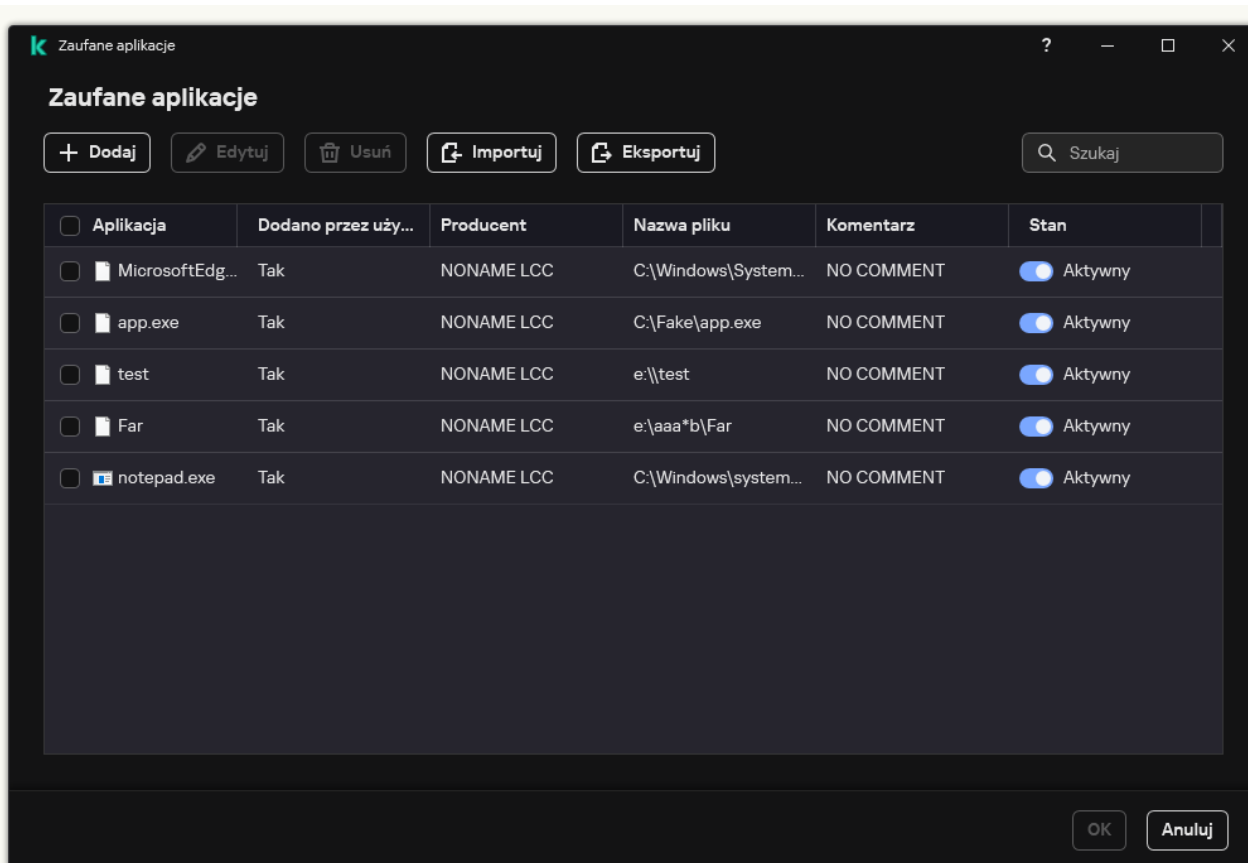 Zaufane aplikacje
?
Zaufane aplikacje
Dodaj Edytuj Usuń Importuj Eksportuj Szukaj
Aplikacja Dodano przez uży... Producent Nazwa pliku Komentarz Stan
MicrosoftEdg... Tak NONAME LCC C:\Windows\System... NO COMMENT Aktywny
app.exe Tak NONAME LCC C:\Fake\app.exe NO COMMENT Aktywny
test Tak NONAME LCC e:\\test NO COMMENT Aktywny
Far Tak NONAME LCC e:\aaa*b\Far NO COMMENT Aktywny
notepad.exe Tak NONAME LCC C:\Windows\system... NO COMMENT Aktywny
OK Anuluj